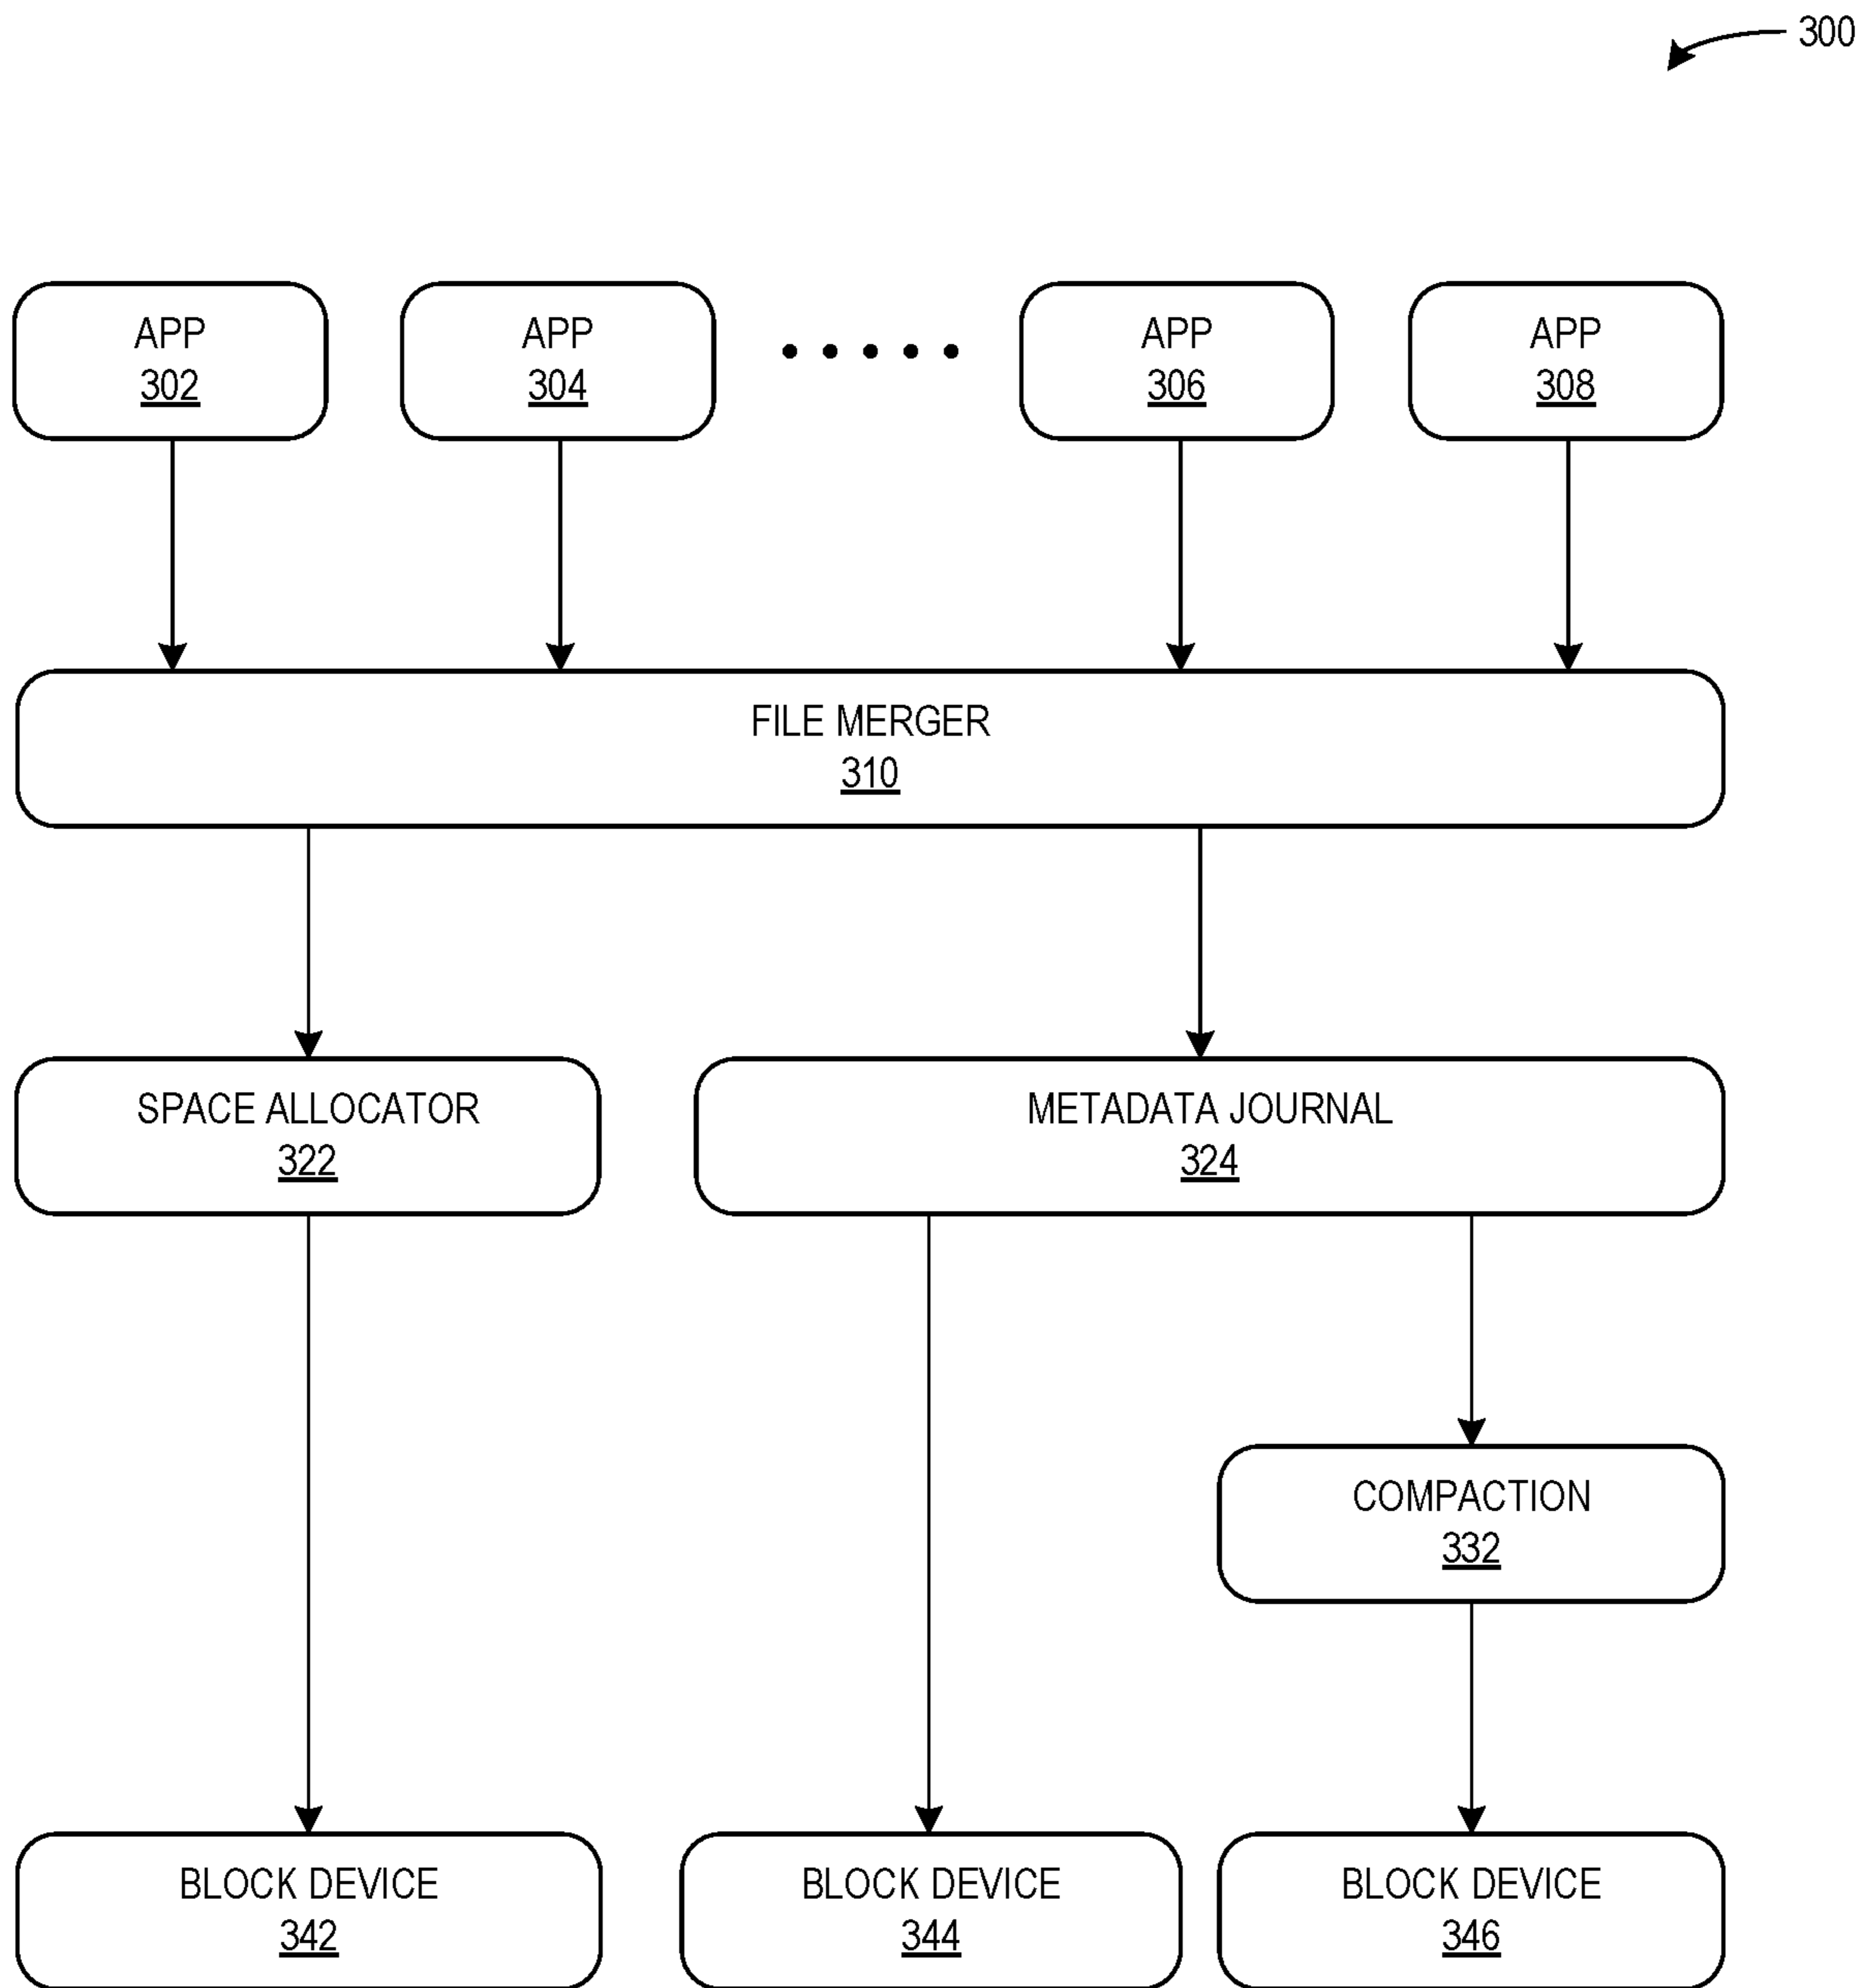 300
APP
302
APP
304
APP
306
APP
308
FILE MERGER
310
SPACE ALLOCATOR
322
METADATA JOURNAL
324
COMPACTION
332
BLOCK DEVICE
342
BLOCK DEVICE
344
BLOCK DEVICE
346